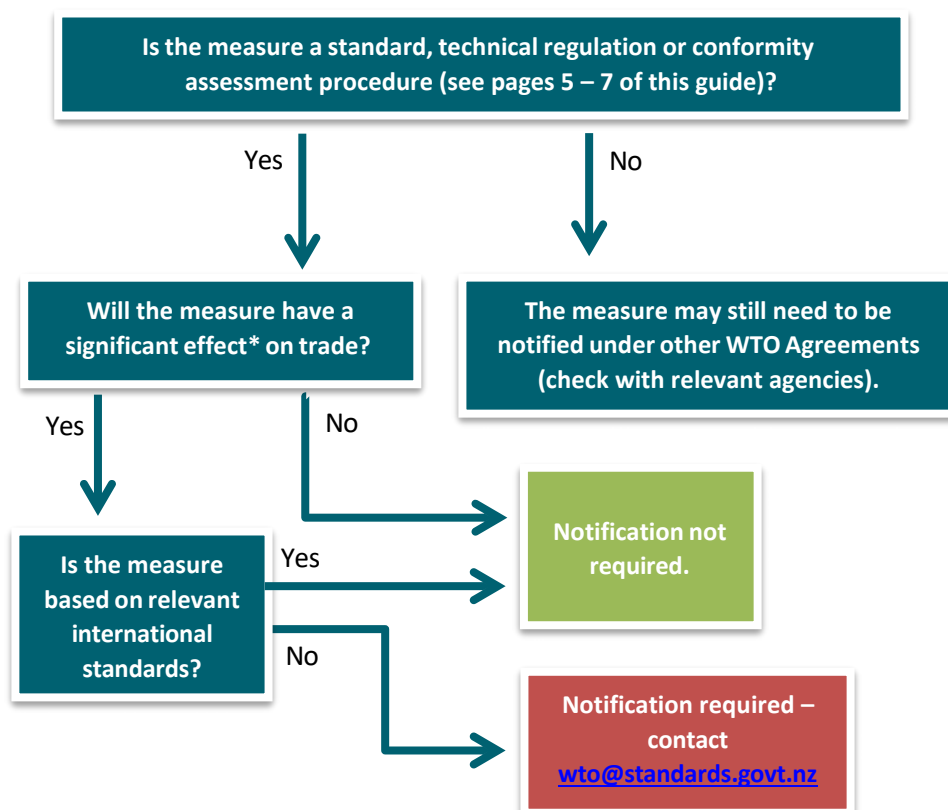 Is the measure a standard, technical regulation or conformity
assessment procedure (see pages 5 – 7 of this guide)?
Yes
No
Will the measure have a
significant effect* on trade?
The measure may still need to be
notified under other WTO Agreements
(check with relevant agencies).
Yes
No
Is the measure
based on relevant
international
standards?
Yes
No
Notification not
required.
Notification required –
contact
wto@standards.govt.nz